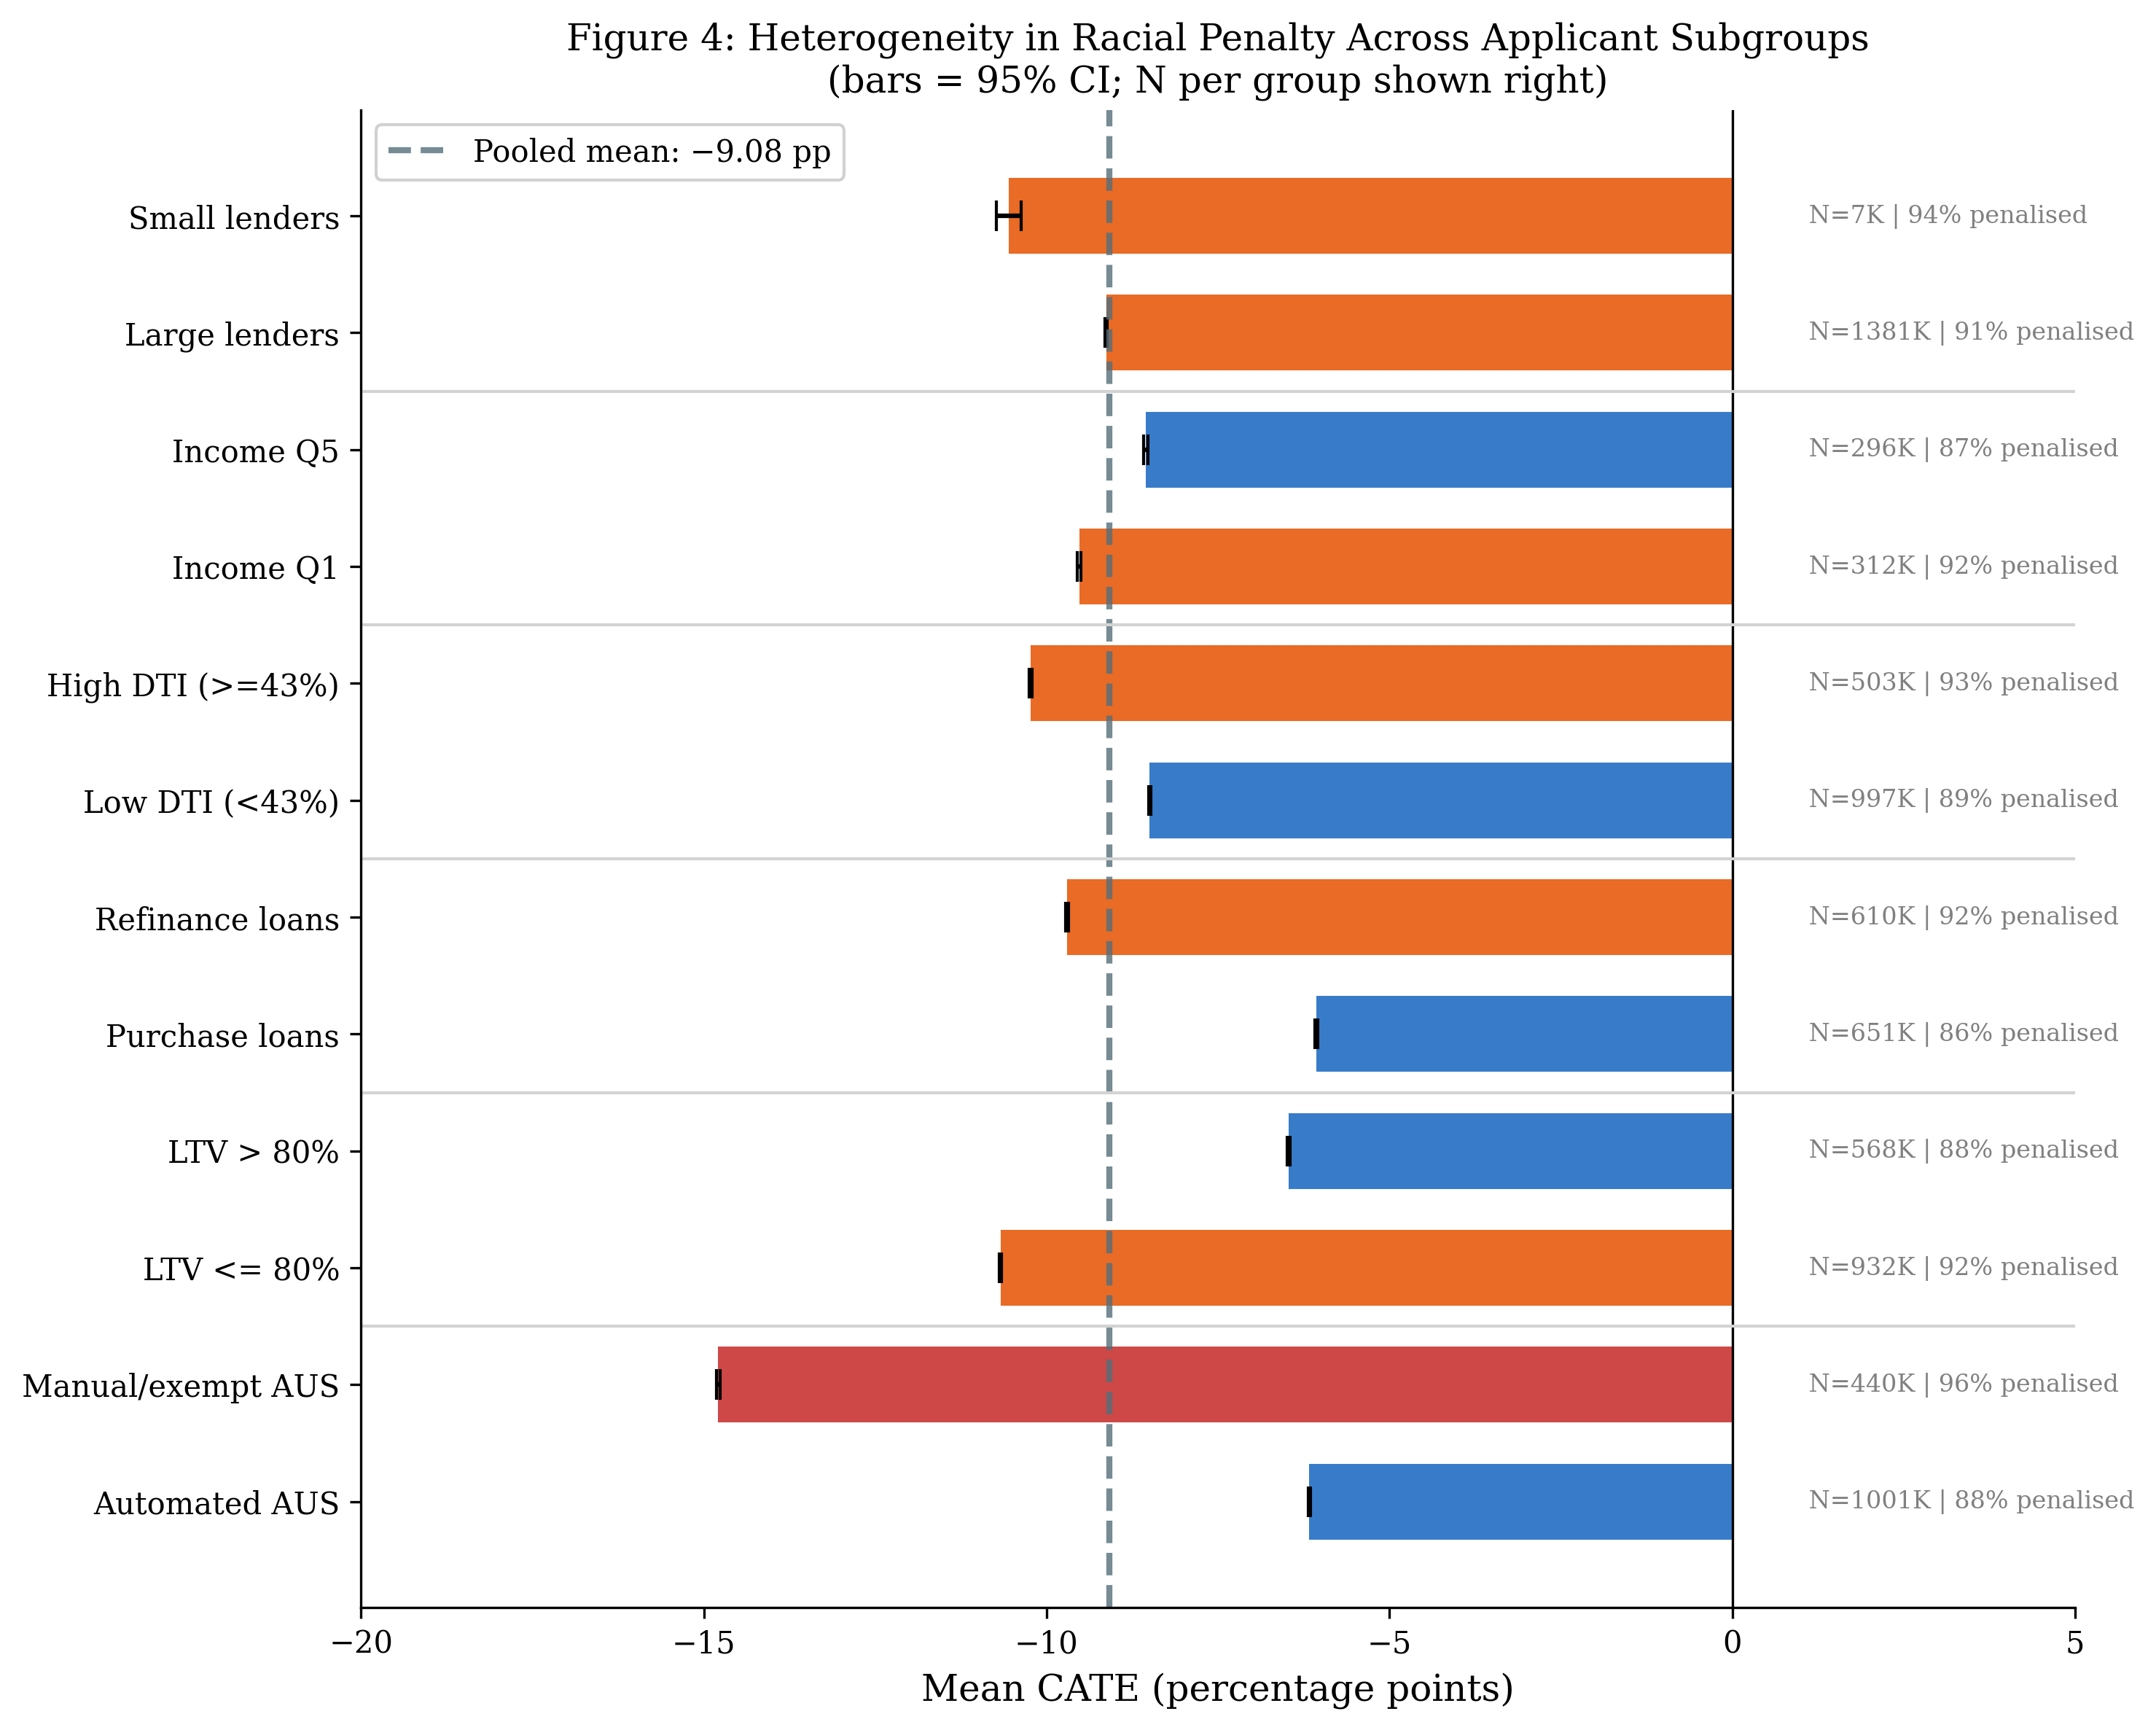 Figure 4: Heterogeneity in Racial Penalty Across Applicant Subgroups
(bars = 95% CI; N per group shown right)
Pooled mean: −9.08 pp
Small lenders
N=7K | 94% penalised
Large lenders
N=1381K | 91% penalised
Income Q5
N=296K | 87% penalised
Income Q1
N=312K | 92% penalised
High DTI (>=43%)
N=503K | 93% penalised
Low DTI (<43%)
N=997K | 89% penalised
Refinance loans
N=610K | 92% penalised
Purchase loans
N=651K | 86% penalised
LTV > 80%
N=568K | 88% penalised
LTV <= 80%
N=932K | 92% penalised
Manual/exempt AUS
N=440K | 96% penalised
Automated AUS
N=1001K | 88% penalised
−20 −15 −10 −5 0 5
Mean CATE (percentage points)